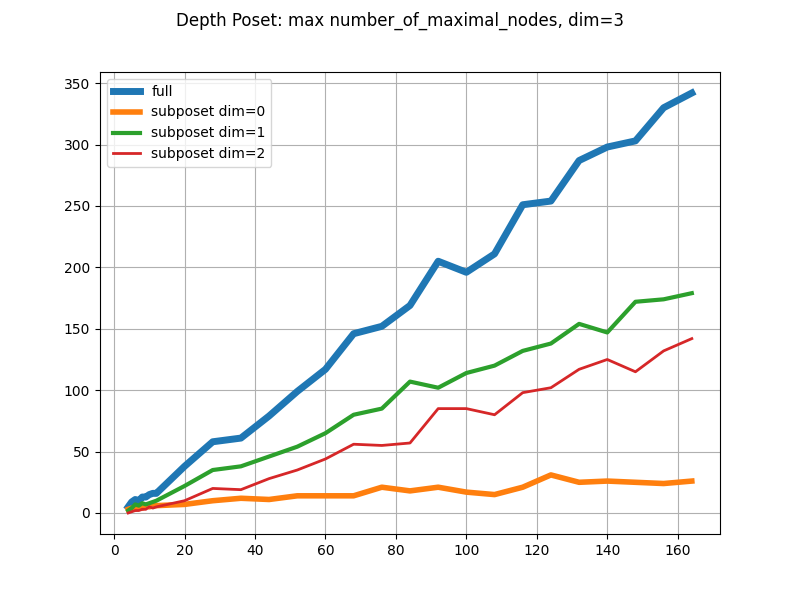 Depth Poset: max number_of_maximal_nodes, dim=3
full
subposet dim=0
subposet dim=1
subposet dim=2
350
300
250
200
150
100
50
0
0 20 40 60 80 100 120 140 160